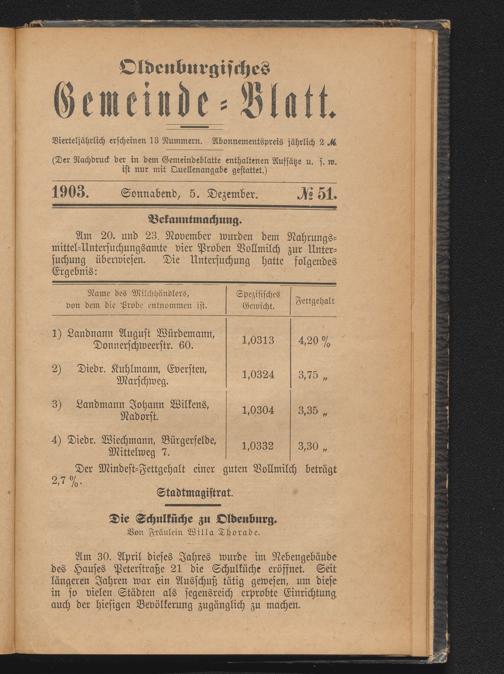 Oldenburgisches
Gemeinde-Blatt.
Vierteljährlich erscheinen 13 Nummern. Abonnementspreis jährlich 2 ℳ
(Der Nachdruck der in dem Gemeindeblatte enthaltenen Aufsätze u. s. w.
ist nur mit Quellenangabe gestattet.)
1903. Sonnabend, 5. Dezember. № 51.
Bekanntmachung.
Am 20. und 23. November wurden dem Nahrungs-
mittel-Untersuchungsamte vier Proben Vollmilch zur Unter-
suchung überwiesen. Die Untersuchung hatte folgendes
Ergebnis:
Name des Milchhändlers, Spezifisches Fettgehalt
von dem die Probe entnommen ist. Gewicht.
1) Landmann August Würdemann,
Donnerschweerstr. 60. 1,0313 4,20 %
2) Diedr. Kuhlmann, Eversten,
Marschweg. 1,0324 3,75 „
3) Landmann Johann Wilkens,
Nadorst. 1,0304 3,35 „
4) Diedr. Wiechmann, Bürgerfelde,
Mittelweg 7. 1,0332 3,30 „
Der Mindest-Fettgehalt einer guten Vollmilch beträgt
2,7 %.
Stadtmagistrat.
Die Schulküche zu Oldenburg.
Von Fräulein Willa Thorade.
Am 30. April dieses Jahres wurde im Nebengebäude
des Hauses Peterstraße 21 die Schulküche eröffnet. Seit
längeren Jahren war ein Ausschuß tätig gewesen, um diese
in so vielen Städten als segensreich erprobte Einrichtung
auch der hiesigen Bevölkerung zugänglich zu machen.